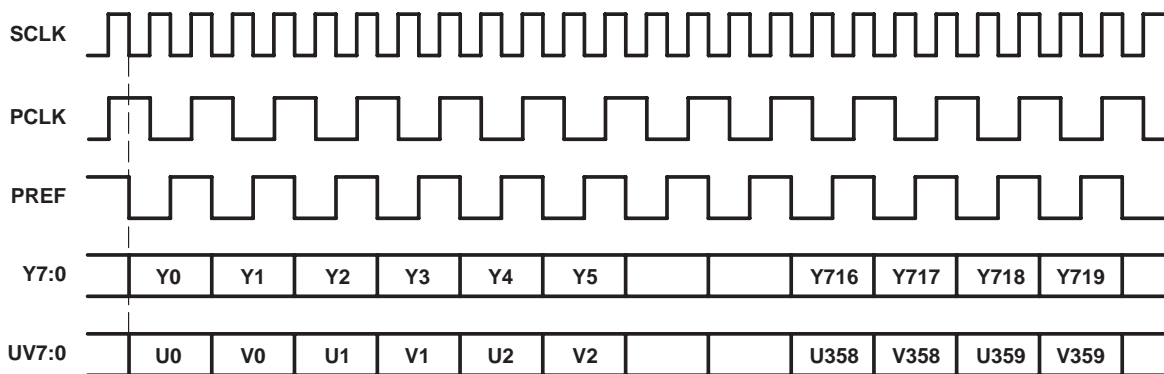 SCLK
PCLK
PREF
Y7:0 Y0 Y1 Y2 Y3 Y4 Y5 Y716 Y717 Y718 Y719
UV7:0 U0 V0 U1 V1 U2 V2 U358 V358 U359 V359